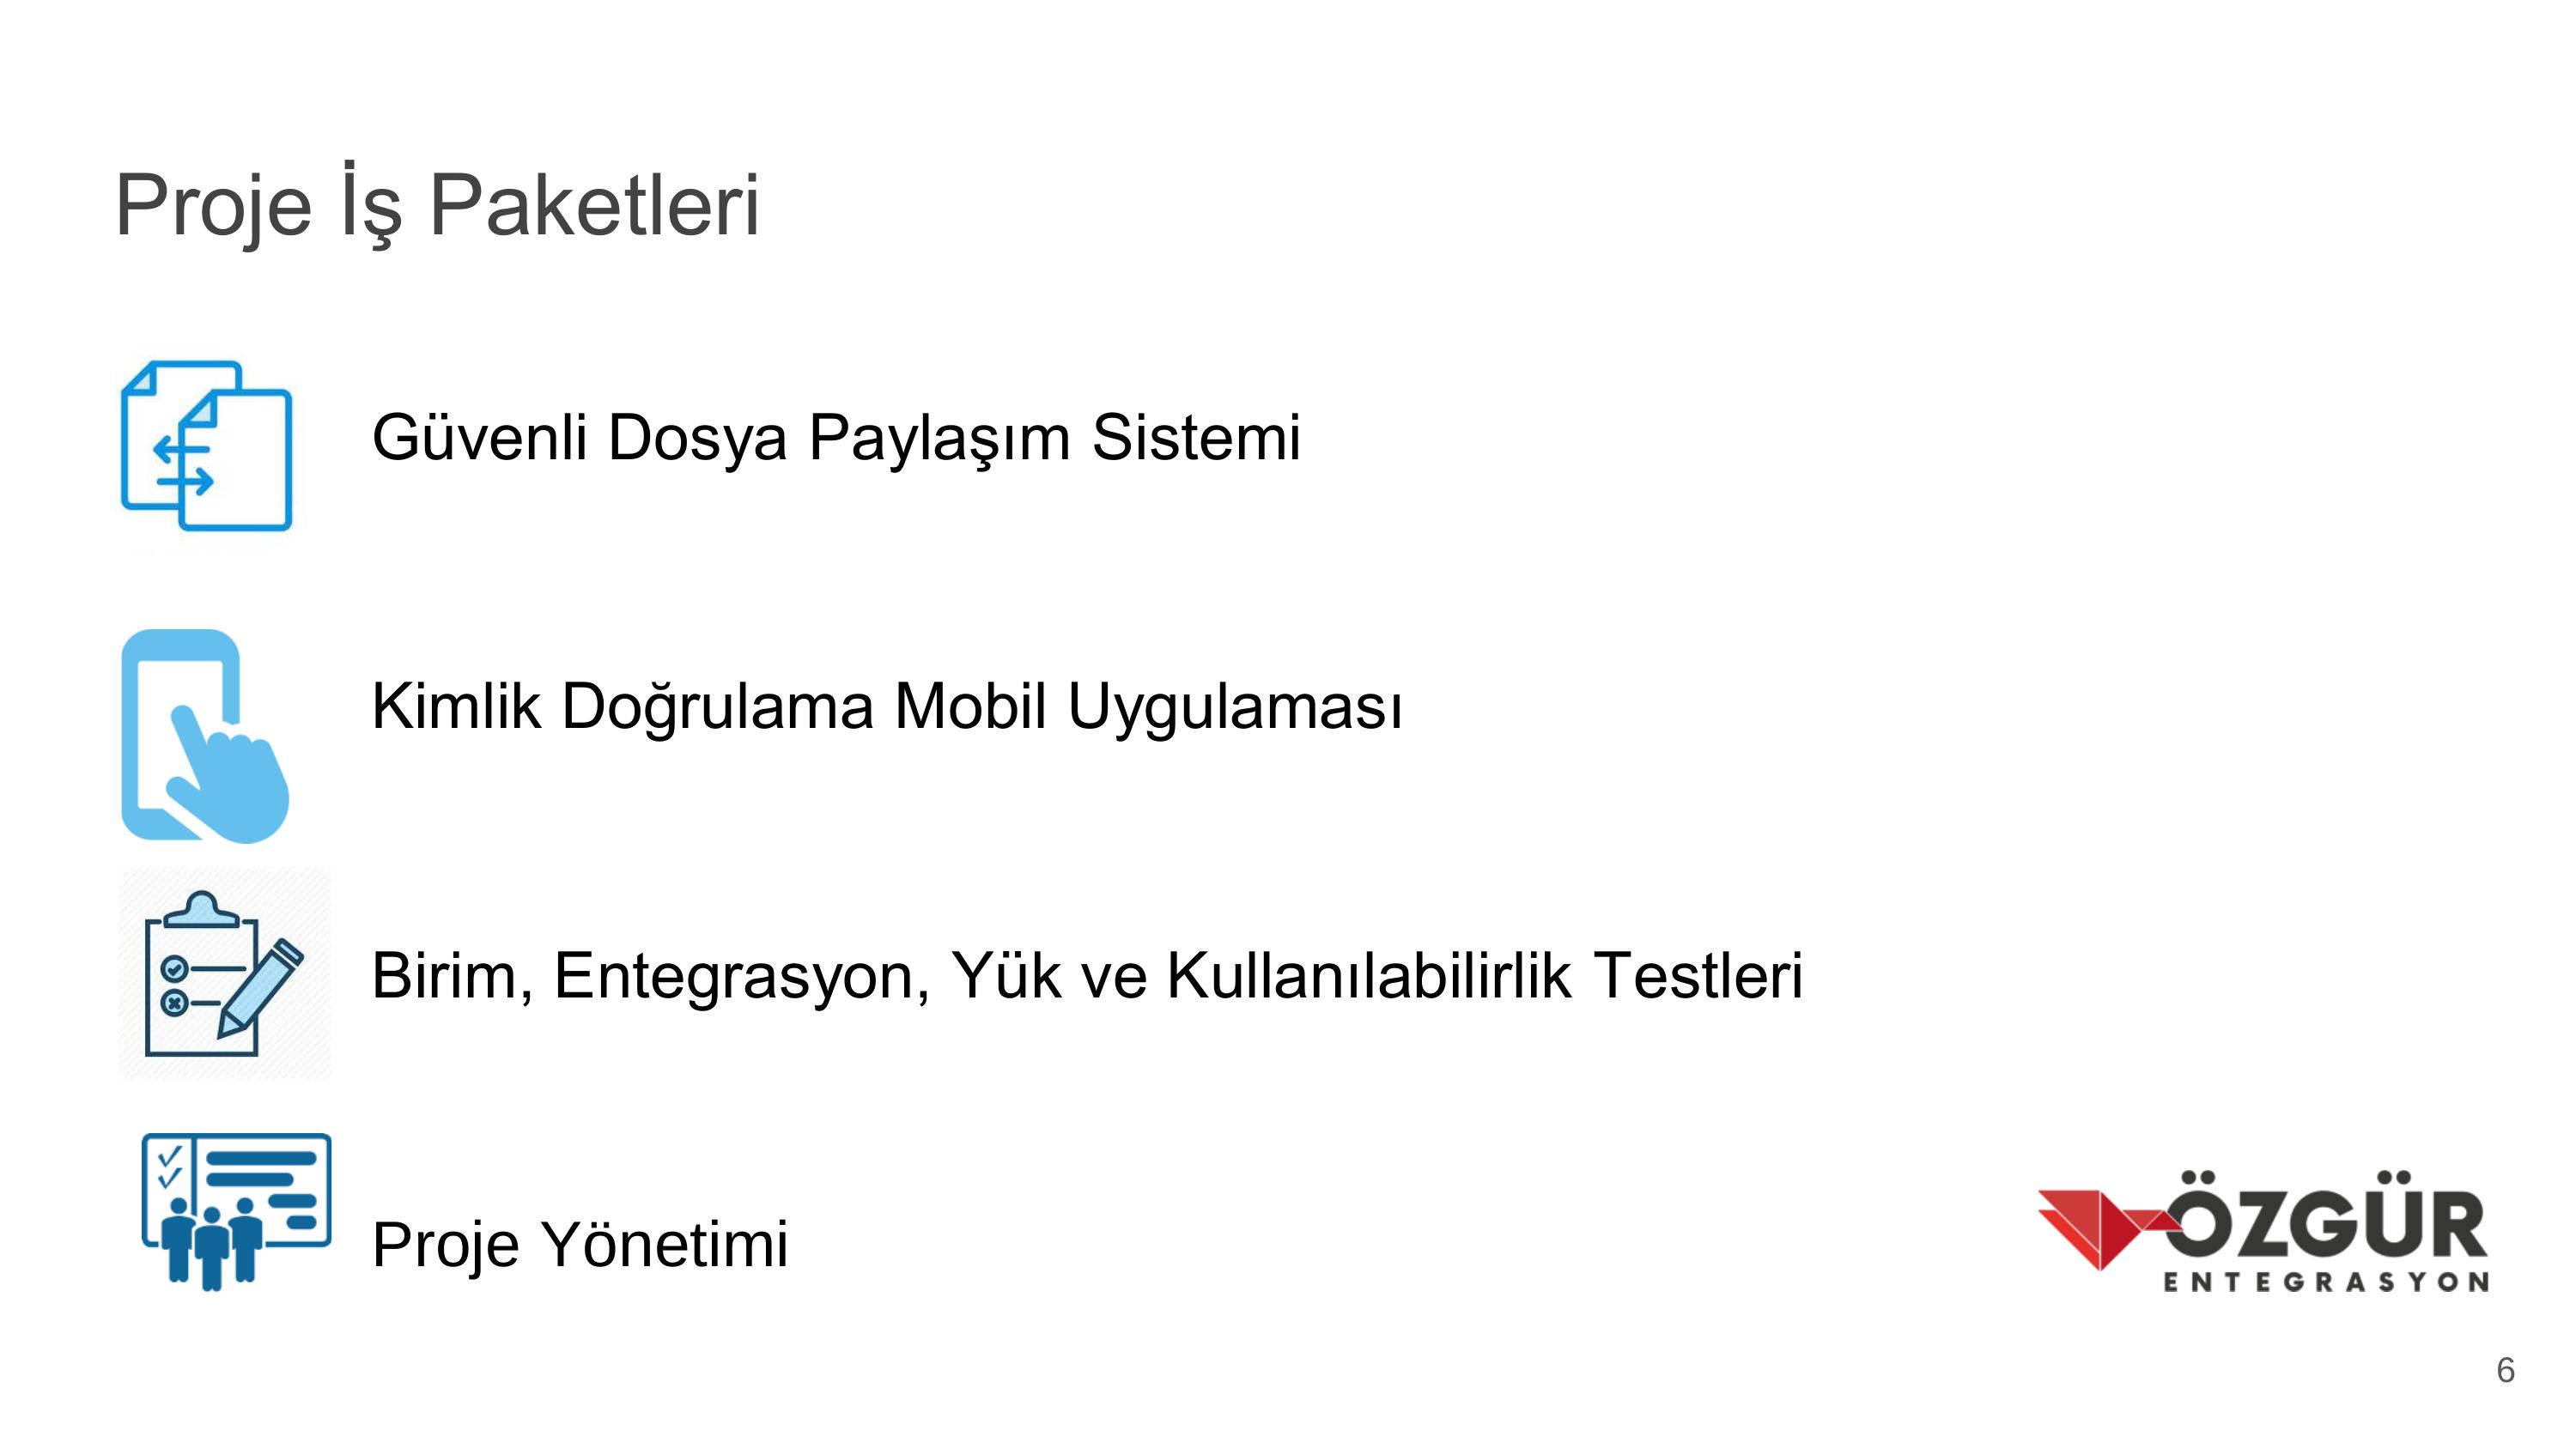 Proje İş Paketleri
Güvenli Dosya Paylaşım Sistemi
Kimlik Doğrulama Mobil Uygulaması
Birim, Entegrasyon, Yük ve Kullanılabilirlik Testleri
Proje Yönetimi
ÖZGÜR
ENTEGRASYON
6